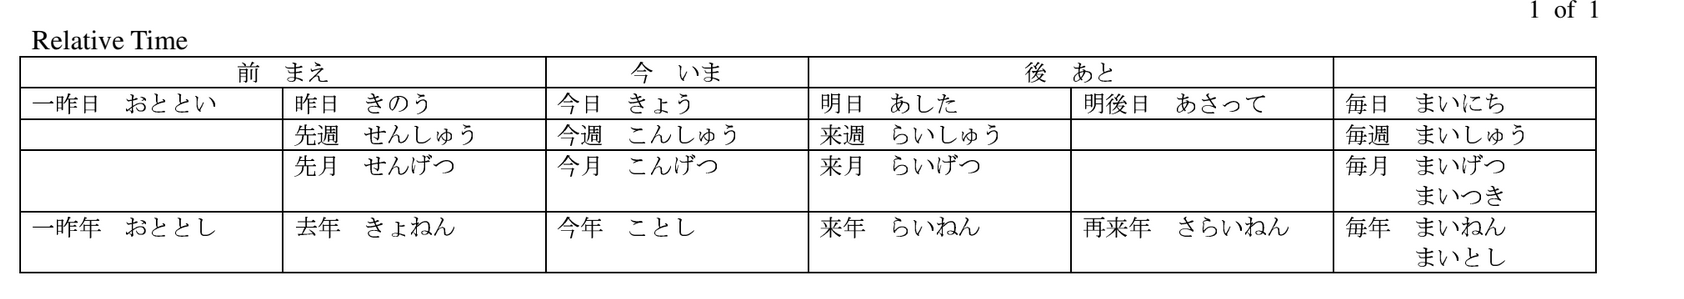 1 of 1
Relative Time
前 まえ 今 いま 後 あと
一昨日 おととい 昨日 きのう 今日 きょう 明日 あした 明後日 あさって 毎日 まいにち
先週 せんしゅう 今週 こんしゅう 来週 らいしゅう 毎週 まいしゅう
先月 せんげつ 今月 こんげつ 来月 らいげつ 毎月 まいげつ
まいつき
一昨年 おととし 去年 きょねん 今年 ことし 来年 らいねん 再来年 さらいねん 毎年 まいねん
まいとし